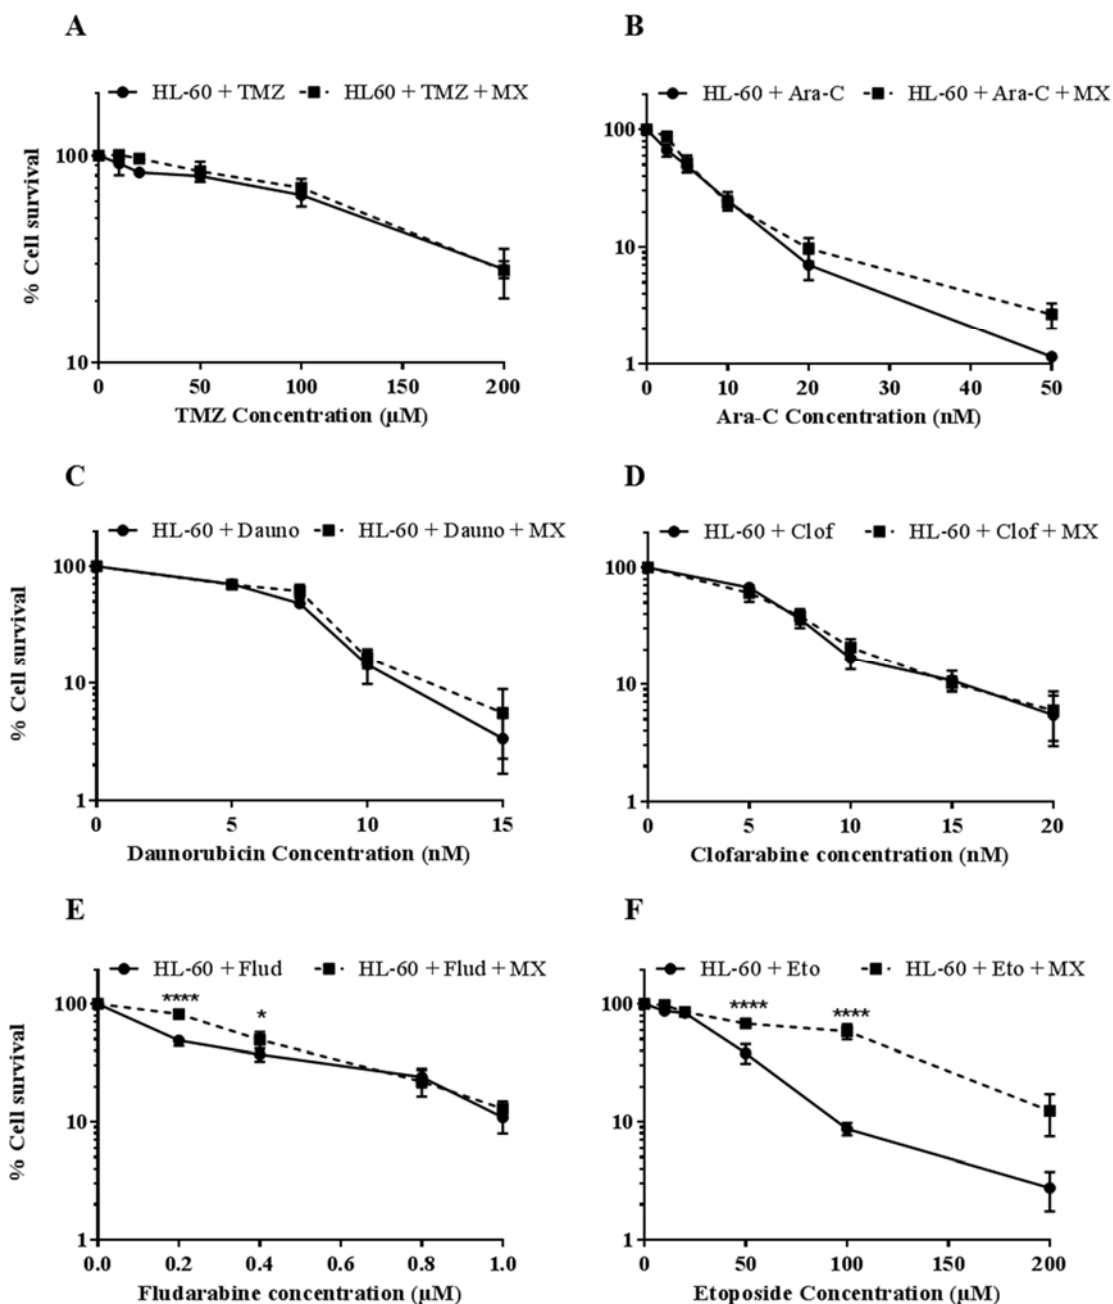 A
HL-60 + TMZ HL60 + TMZ + MX
% Cell survival
100
10
0 50 100 150 200
TMZ Concentration (µM)
B
HL-60 + Ara-C HL-60 + Ara-C + MX
100
10
1
0 10 20 30 40 50
Ara-C Concentration (nM)
C
HL-60 + Dauno HL-60 + Dauno + MX
% Cell survival
100
10
1
0 5 10 15
Daunorubicin Concentration (nM)
D
HL-60 + Clof HL-60 + Clof + MX
100
10
1
0 5 10 15 20
Clofarabine concentration (nM)
E
HL-60 + Flud HL-60 + Flud + MX
% Cell survival
100
10
1
**** *
0.0 0.2 0.4 0.6 0.8 1.0
Fludarabine concentration (µM)
F
HL-60 + Eto HL-60 + Eto + MX
100
10
1
**** ****
0 50 100 150 200
Etoposide Concentration (µM)